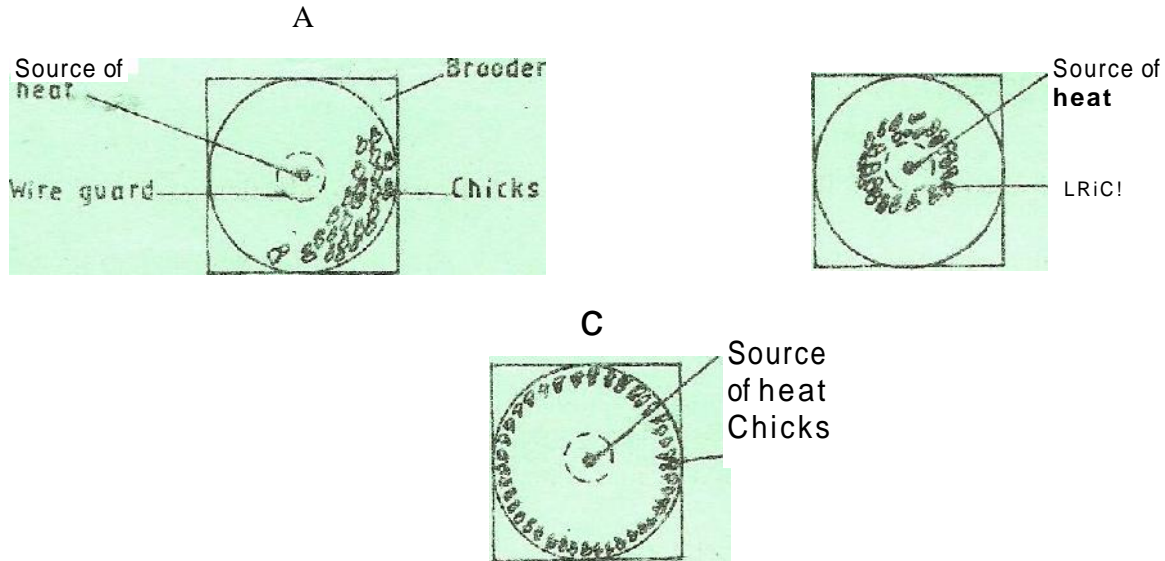 A
Source of
heat
Brooder
Wire guard
Chicks
Source of
heat
LRiC!
C
Source
of heat
Chicks